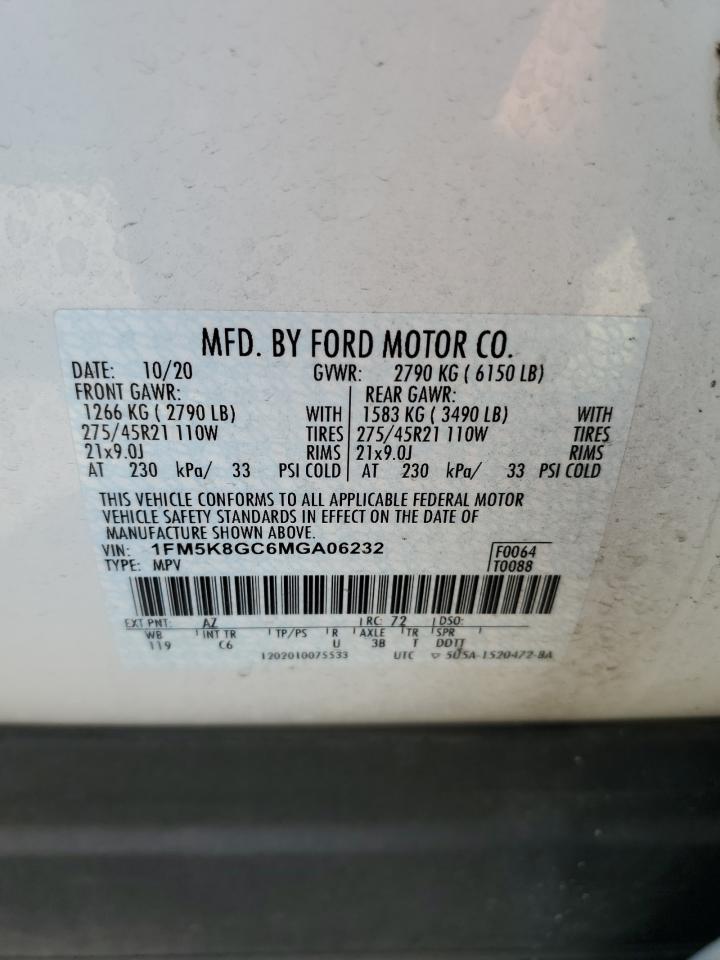 MFD. BY FORD MOTOR CO.
DATE: 10/20 GVWR: 2790 KG ( 6150 LB)
FRONT GAWR: REAR GAWR:
1266 KG ( 2790 LB) WITH 1583 KG ( 3490 LB) WITH
275/45R21 110W TIRES 275/45R21 110W TIRES
21x9.0J RIMS 21x9.0J RIMS
AT 230 kPa/ 33 PSI COLD AT 230 kPa/ 33 PSI COLD
THIS VEHICLE CONFORMS TO ALL APPLICABLE FEDERAL MOTOR
VEHICLE SAFETY STANDARDS IN EFFECT ON THE DATE OF
MANUFACTURE SHOWN ABOVE.
VIN: 1FM5K8GC6MGA06232 F0064
TYPE: MPV T0088
EXT PNT: AZ RC: 72 DSO:
WB INT TR TP/PS R AXLE TR SPR
119 C6 U 3B T DDTT
1202010075533 UTC ▽ 5U5A-1520472-BA